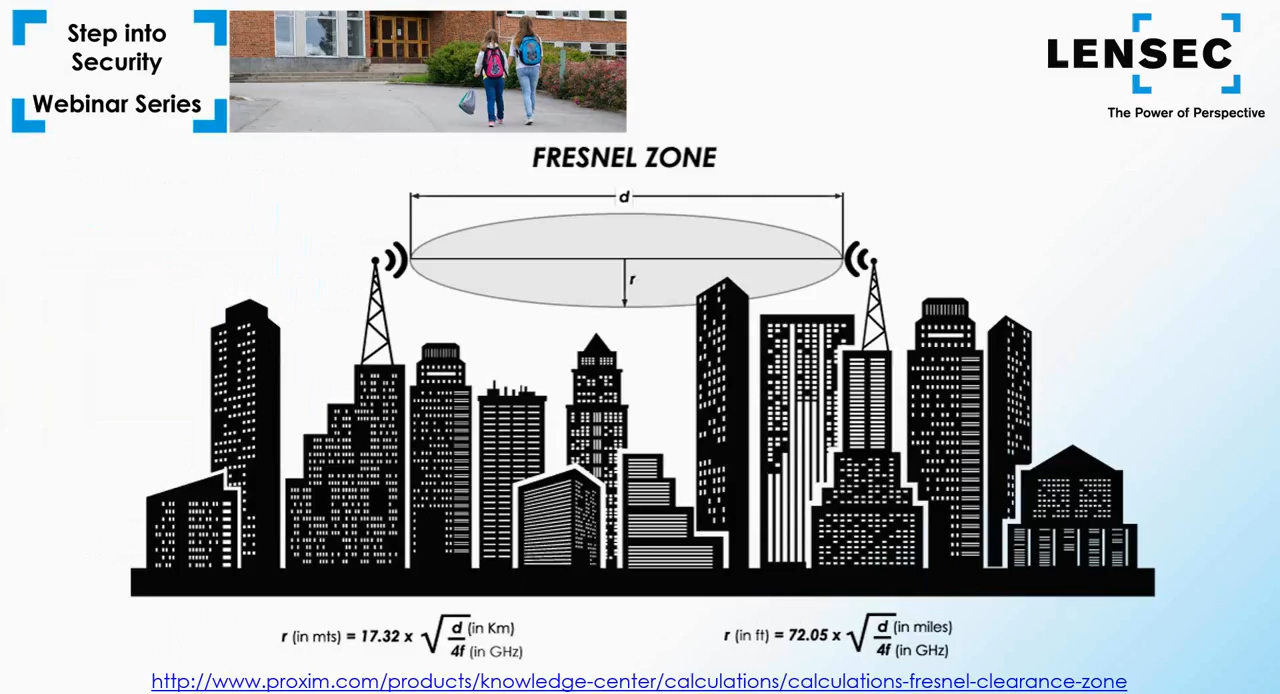 Step into
Security
Webinar Series
LENSEC
The Power of Perspective
FRESNEL ZONE
d
r
r (in mts) = 17.32 x √ d (in Km)
4f (in GHz)
r (in ft) = 72.05 x √ d (in miles)
4f (in GHz)
http://www.proxim.com/products/knowledge-center/calculations/calculations-fresnel-clearance-zone